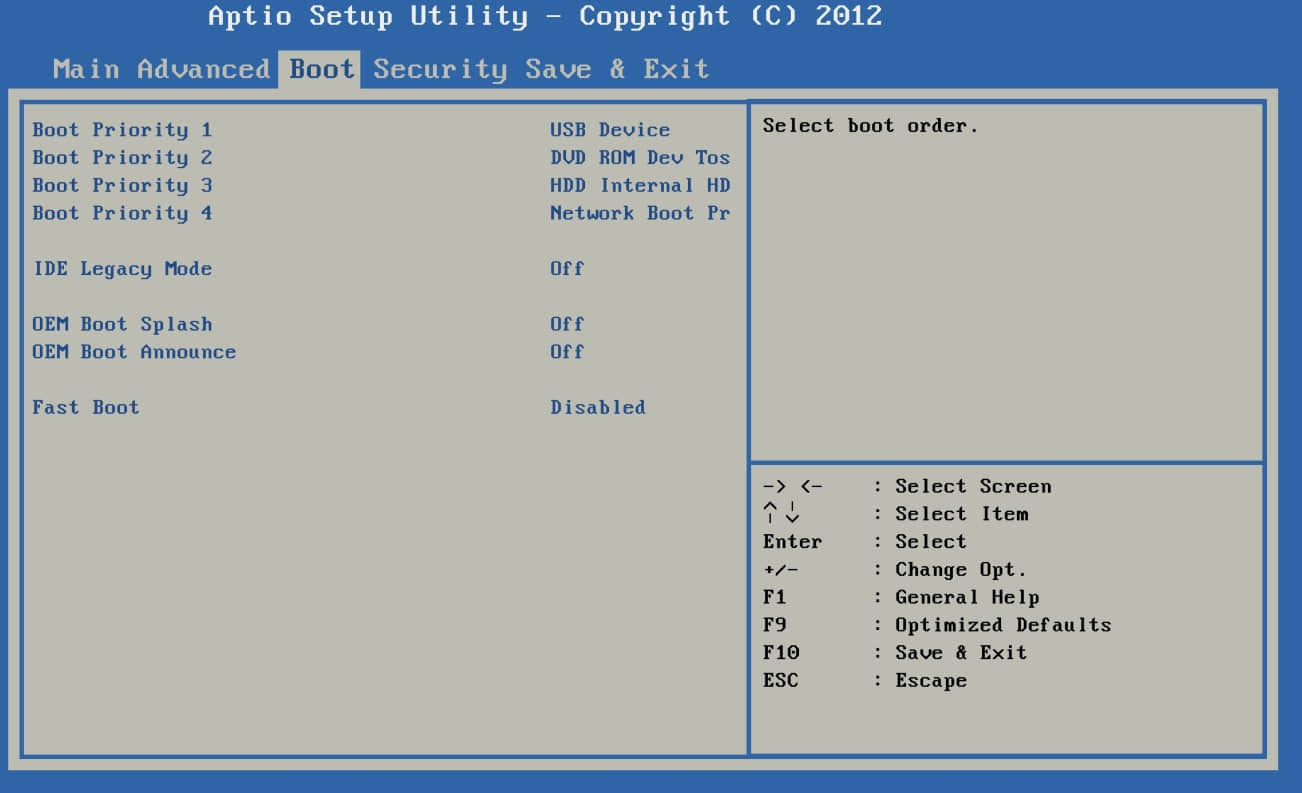 Aptio Setup Utility - Copyright (C) 2012
Main Advanced Boot Security Save & Exit
Boot Priority 1 USB Device
Boot Priority 2 DVD ROM Dev Tos
Boot Priority 3 HDD Internal HD
Boot Priority 4 Network Boot Pr
IDE Legacy Mode Off
OEM Boot Splash Off
OEM Boot Announce Off
Fast Boot Disabled
Select boot order.
-> <- : Select Screen
↑↓ : Select Item
Enter : Select
+/- : Change Opt.
F1 : General Help
F9 : Optimized Defaults
F10 : Save & Exit
ESC : Escape